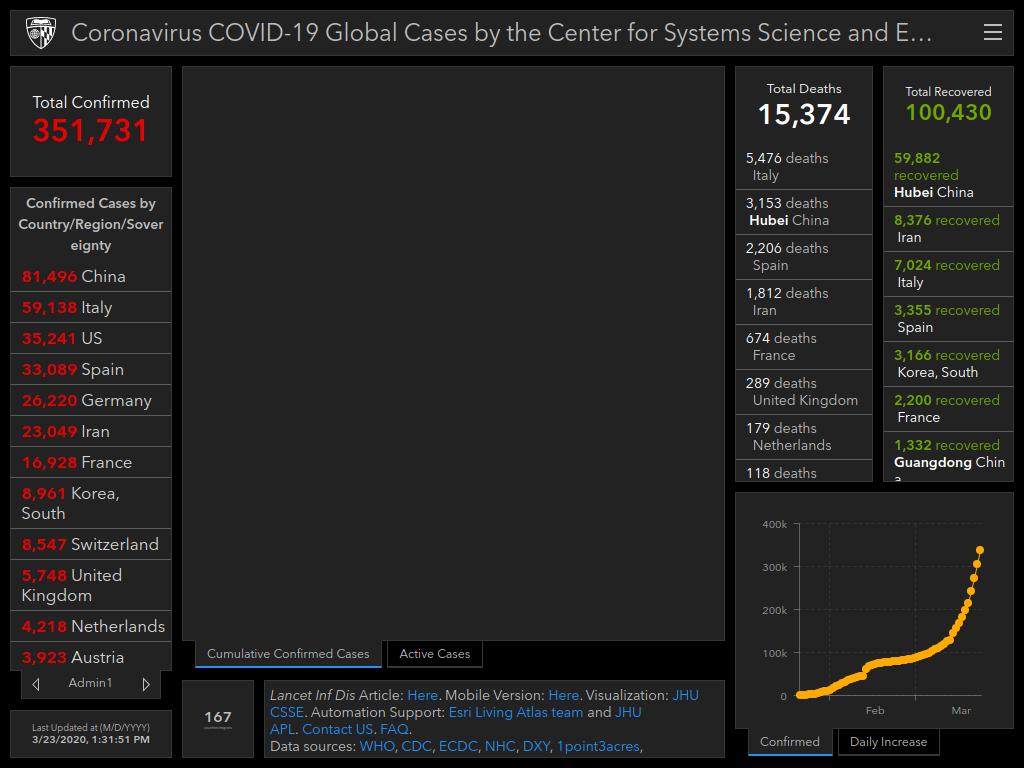 Coronavirus COVID-19 Global Cases by the Center for Systems Science and E…
Total Confirmed
351,731
Confirmed Cases by
Country/Region/Sover
eignty
81,496 China
59,138 Italy
35,241 US
33,089 Spain
26,220 Germany
23,049 Iran
16,928 France
8,961 Korea,
South
8,547 Switzerland
5,748 United
Kingdom
4,218 Netherlands
3,923 Austria
Admin1
Last Updated at (M/D/YYYY)
3/23/2020, 1:31:51 PM
Cumulative Confirmed Cases
Active Cases
167
Lancet Inf Dis Article: Here. Mobile Version: Here. Visualization: JHU
CSSE. Automation Support: Esri Living Atlas team and JHU
APL. Contact US. FAQ.
Data sources: WHO, CDC, ECDC, NHC, DXY, 1point3acres,
Total Deaths
15,374
5,476 deaths
Italy
3,153 deaths
Hubei China
2,206 deaths
Spain
1,812 deaths
Iran
674 deaths
France
289 deaths
United Kingdom
179 deaths
Netherlands
118 deaths
Total Recovered
100,430
59,882
recovered
Hubei China
8,376 recovered
Iran
7,024 recovered
Italy
3,355 recovered
Spain
3,166 recovered
Korea, South
2,200 recovered
France
1,332 recovered
Guangdong Chin
a
400k
300k
200k
100k
0
Feb
Mar
Confirmed
Daily Increase